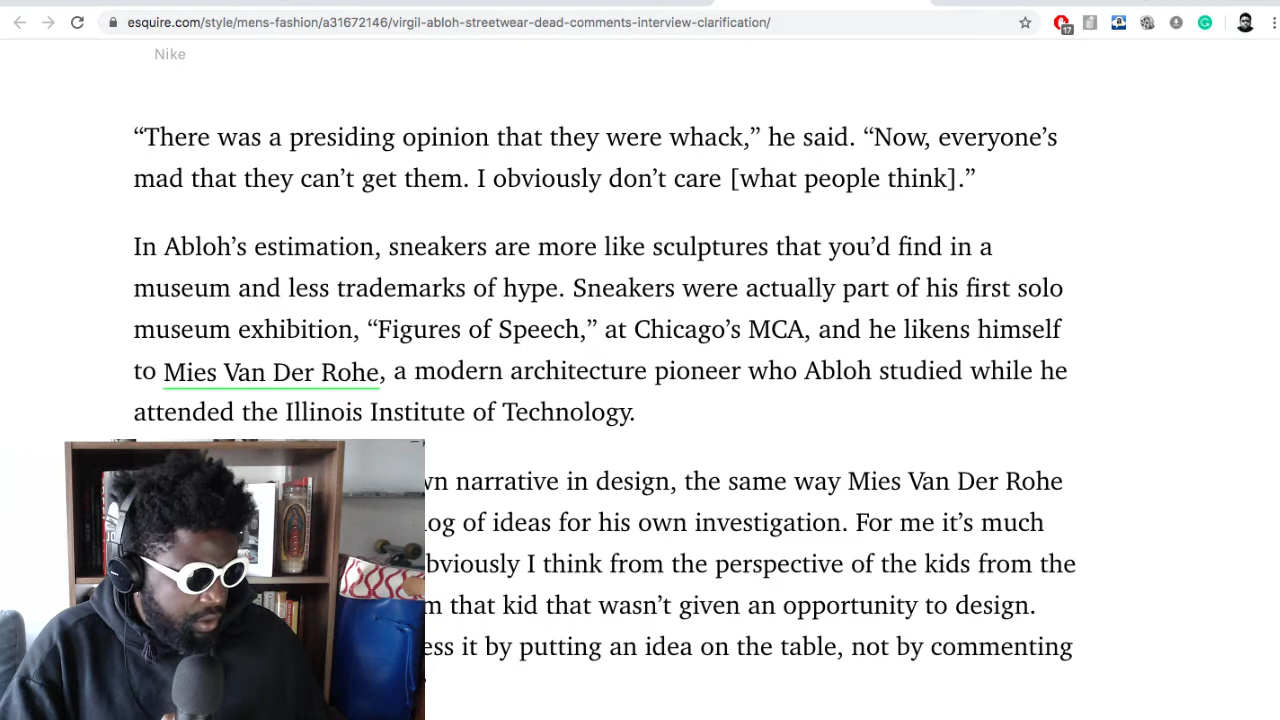 esquire.com/style/mens-fashion/a31672146/virgil-abloh-streetwear-dead-comments-interview-clarification/
17
Nike
“There was a presiding opinion that they were whack,” he said. “Now, everyone’s
mad that they can’t get them. I obviously don’t care [what people think].”
In Abloh’s estimation, sneakers are more like sculptures that you’d find in a
museum and less trademarks of hype. Sneakers were actually part of his first solo
museum exhibition, “Figures of Speech,” at Chicago’s MCA, and he likens himself
to Mies Van Der Rohe, a modern architecture pioneer who Abloh studied while he
attended the Illinois Institute of Technology.
narrative in design, the same way Mies Van Der Rohe
of ideas for his own investigation. For me it’s much
I think from the perspective of the kids from the
that kid that wasn’t given an opportunity to design.
it by putting an idea on the table, not by commenting